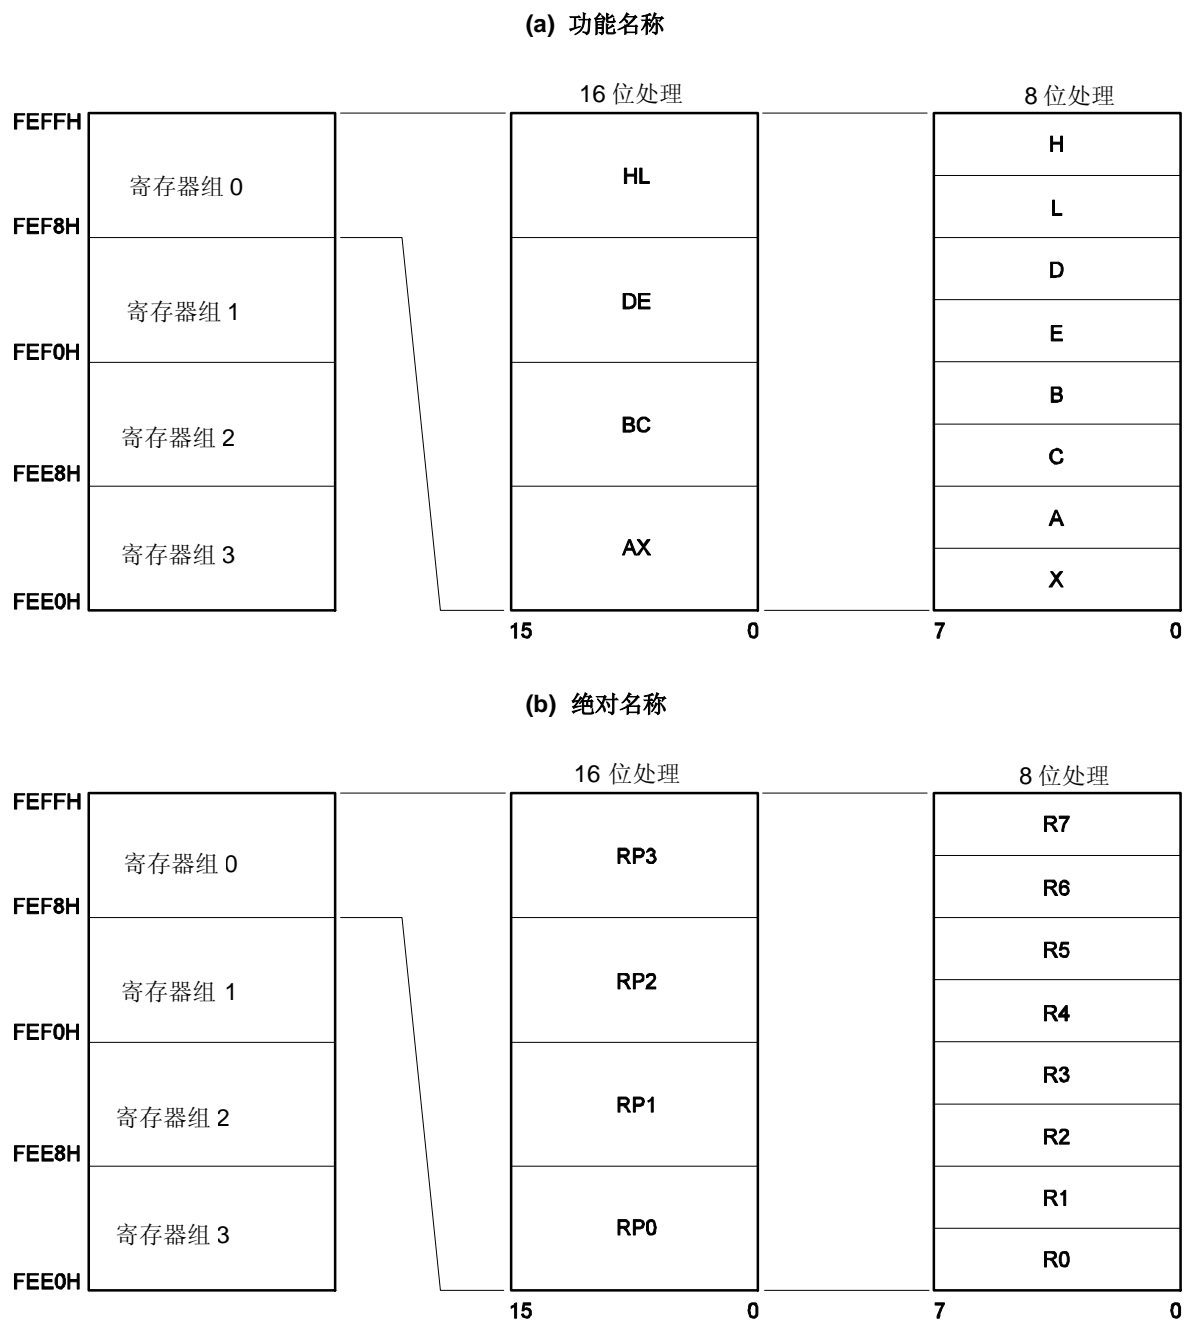 (a) 功能名称
16 位处理
8 位处理
FEFFH
寄存器组 0
HL
H
L
FEF8H
寄存器组 1
DE
D
E
FEF0H
寄存器组 2
BC
B
C
FEE8H
寄存器组 3
AX
A
X
FEE0H
15 0
7 0
(b) 绝对名称
16 位处理
8 位处理
FEFFH
寄存器组 0
RP3
R7
R6
FEF8H
寄存器组 1
RP2
R5
R4
FEF0H
寄存器组 2
RP1
R3
R2
FEE8H
寄存器组 3
RP0
R1
R0
FEE0H
15 0
7 0